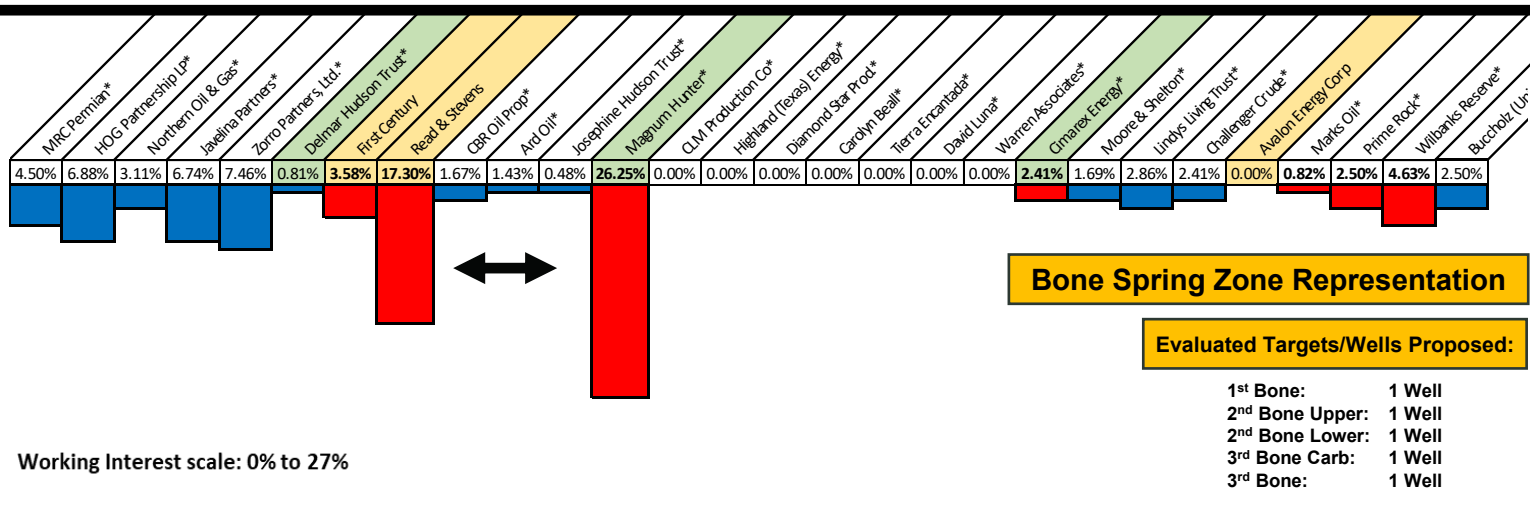 MRC Permian*
HOG Partnership LP*
Northern Oil & Gas*
Javelina Partners*
Zorro Partners, Ltd.*
Delmar Hudson Trust*
First Century
Read & Stevens
CBR Oil Prop*
Ard Oil*
Josephine Hudson Trust*
Magnum Hunter*
CLM Production Co*
Highland (Texas) Energy*
Diamond Star Prod.*
Carolyn Beall*
Tierra Encantada*
David Luna*
Warren Associates*
Cimarex Energy*
Moore & Shelton*
Lindys Living Trust*
Challenger Crude*
Avalon Energy Corp
Marks Oil*
Prime Rock*
Wilbanks Reserve*
Buccholz (Un
4.50% 6.88% 3.11% 6.74% 7.46% 0.81% 3.58% 17.30% 1.67% 1.43% 0.48% 26.25% 0.00% 0.00% 0.00% 0.00% 0.00% 0.00% 0.00% 2.41% 1.69% 2.86% 2.41% 0.00% 0.82% 2.50% 4.63% 2.50%
Bone Spring Zone Representation
Evaluated Targets/Wells Proposed:
1st Bone: 1 Well
2nd Bone Upper: 1 Well
2nd Bone Lower: 1 Well
3rd Bone Carb: 1 Well
3rd Bone: 1 Well
Working Interest scale: 0% to 27%